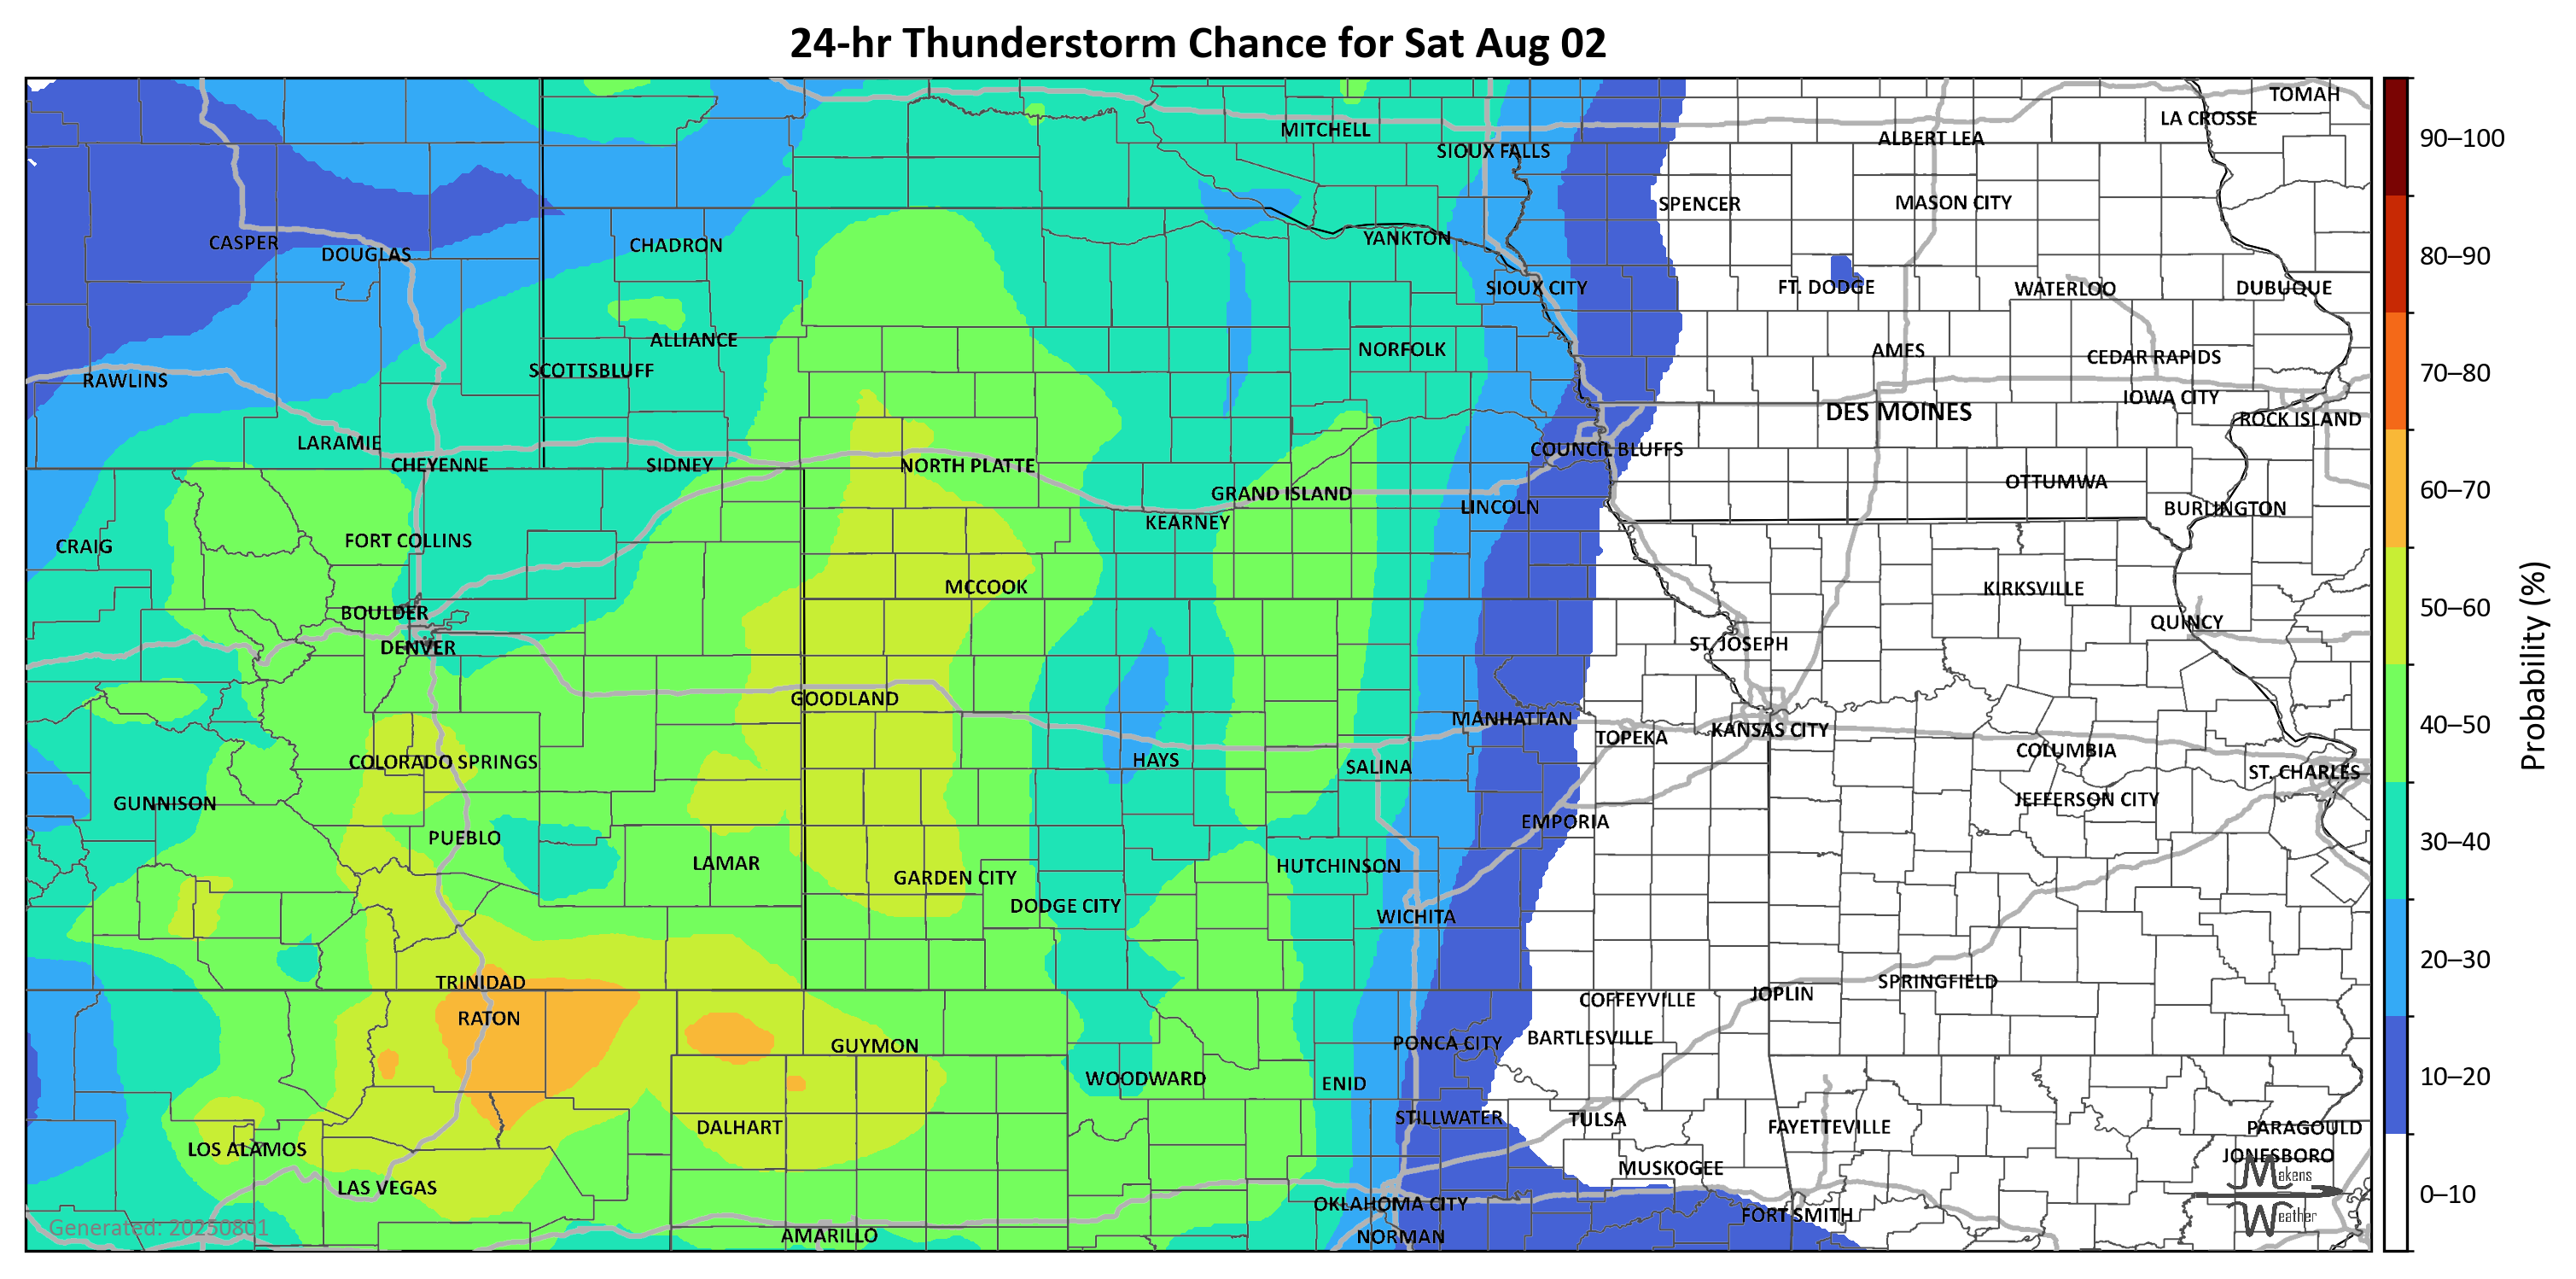 24-hr Thunderstorm Chance for Sat Aug 02
TOMAH
LA CROSSE
MITCHELL
ALBERT LEA
SIOUX FALLS
SPENCER
MASON CITY
CASPER
DOUGLAS
CHADRON
YANKTON
SIOUX CITY
FT. DODGE
WATERLOO
DUBUQUE
ALLIANCE
NORFOLK
AMES
CEDAR RAPIDS
RAWLINS
SCOTTSBLUFF
IOWA CITY
DES MOINES
ROCK ISLAND
LARAMIE
CHEYENNE
SIDNEY
NORTH PLATTE
COUNCIL BLUFFS
GRAND ISLAND
OTTUMWA
LINCOLN
BURLINGTON
KEARNEY
CRAIG
FORT COLLINS
MCCOOK
KIRKSVILLE
BOULDER
QUINCY
DENVER
ST. JOSEPH
GOODLAND
MANHATTAN
TOPEKA
KANSAS CITY
COLUMBIA
COLORADO SPRINGS
HAYS
SALINA
ST. CHARLES
GUNNISON
JEFFERSON CITY
PUEBLO
EMPORIA
LAMAR
GARDEN CITY
HUTCHINSON
DODGE CITY
WICHITA
TRINIDAD
SPRINGFIELD
COFFEYVILLE
JOPLIN
RATON
GUYMON
PONCA CITY
BARTLESVILLE
WOODWARD
ENID
DALHART
STILLWATER
TULSA
FAYETTEVILLE
PARAGOULD
LOS ALAMOS
MUSKOGEE
JONESBORO
LAS VEGAS
OKLAHOMA CITY
FORT SMITH
AMARILLO
NORMAN
Generated: 20250801
Makens
Weather
90–100
80–90
70–80
60–70
50–60
40–50
30–40
20–30
10–20
0–10
Probability (%)